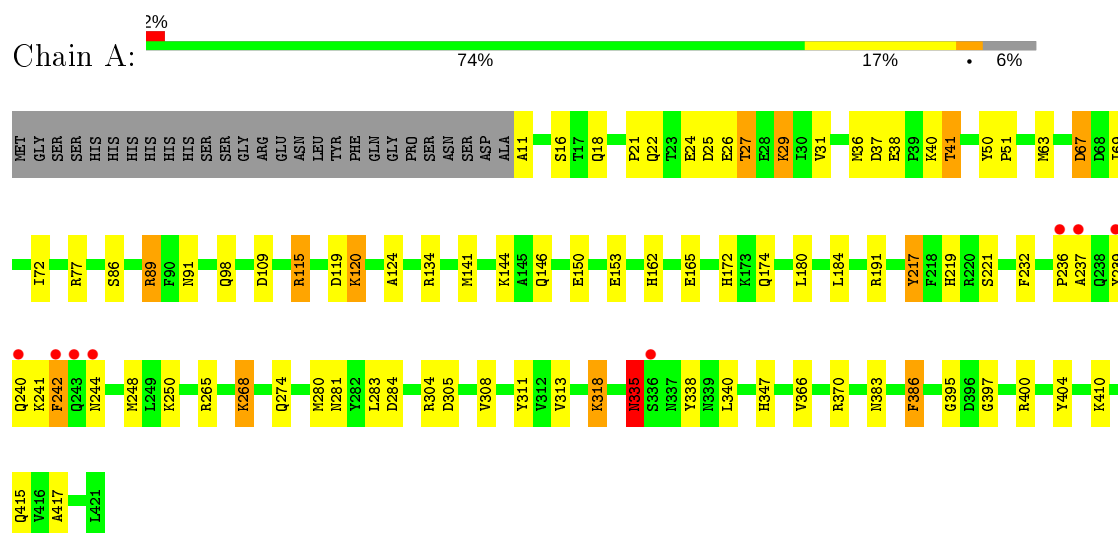 2%
Chain A:
74% 17% • 6%
MET GLY SER SER HIS HIS HIS HIS HIS HIS SER SER GLY ARG GLU ASN LEU TYR PHE GLN GLY PRO SER ASN SER ASP ALA A11 S16 T17 Q18 P21 Q22 T23 E24 D25 E26 T27 E28 K29 I30 V31 M36 D37 E38 P39 K40 T41 Y50 P51 M63 D67 D68 I69
I72 R77 S86 R89 F90 N91 Q98 D109 R115 D119 K120 A124 R134 M141 K144 A145 Q146 E150 E153 H162 E165 H172 K173 Q174 L180 L184 R191 Y217 F218 H219 R220 S221 F232 P236 A237 Q238 Y239
Q240 K241 F242 Q243 N244 M248 L249 K250 R265 K268 Q274 M280 N281 Y282 L283 D284 R304 D305 V308 Y311 V312 V313 K318 N335 S336 N337 Y338 N339 L340 H347 V366 R370 N383 F386 G395 D396 G397 R400 Y404 K410
Q415 V416 A417 L421